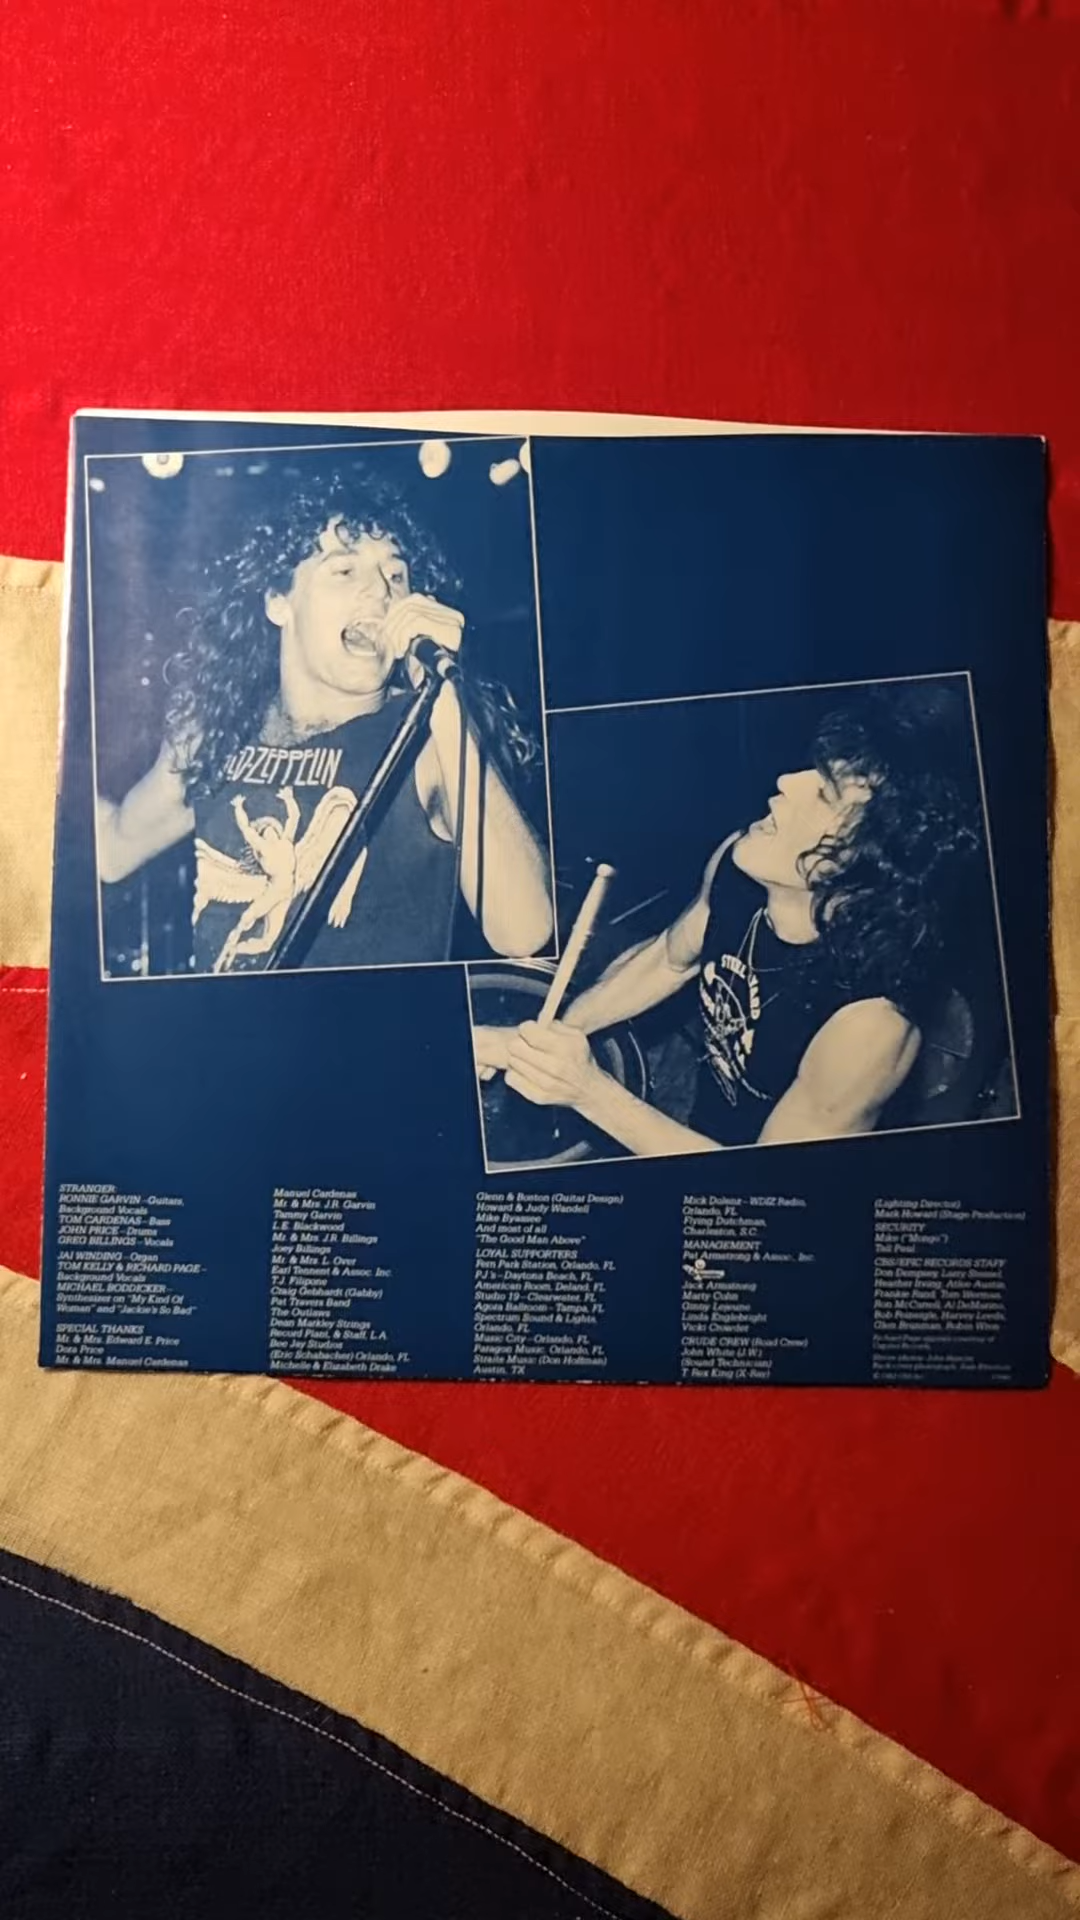 LED-ZEPPELIN
STRANGER:
RONNIE GARVIN–Guitars,
Background Vocals
TOM CARDENAS–Bass
JOHN PRICE–Drums
GREG BILLINGS–Vocals
JAI WINDING–Organ
TOM KELLY & RICHARD PAGE–
Background Vocals
MICHAEL BODDICKER–
Synthesizer on "My Kind Of
Woman" and "Jackie's So Bad"
SPECIAL THANKS
Mr. & Mrs. Edward E. Price
Dora Price
Mr. & Mrs. Manuel Cardenas
Manuel Cardenas
Mr. & Mrs. J.R. Garvin
Tammy Garvin
L.E. Blackwood
Mr. & Mrs. J.R. Billings
Joey Billings
Mr. & Mrs. L. Over
Earl Tennent & Assoc. Inc.
T.J. Filipone
Craig Gebhardt (Gabby)
Pat Travers Band
The Outlaws
Dean Markley Strings
Record Plant, & Staff, L.A.
Bee Jay Studios
(Eric Schabacher) Orlando, FL
Michelle & Elizabeth Drake
Glenn & Boston (Guitar Design)
Howard & Judy Wandell
Mike Byassee
And most of all
"The Good Man Above"
LOYAL SUPPORTERS
Fern Park Station, Orlando, FL
P.J.'s–Daytona Beach, FL
American Room, Deland, FL
Studio 19–Clearwater, FL
Agora Ballroom–Tampa, FL
Spectrum Sound & Lights,
Orlando, FL
Music City–Orlando, FL
Paragon Music, Orlando, FL
Straits Music (Don Hoffman)
Austin, TX
Mick Dolenz–WDIZ Radio,
Orlando, FL
Flying Dutchman,
Charleston, S.C.
MANAGEMENT
Pat Armstrong & Assoc., Inc.
Jack Armstrong
Marty Cohn
Ginny Lejeune
Linda Englebright
Vicki Crowder
CRUDE CREW (Road Crew)
John White (J.W.)
(Sound Technician)
T. Rex King (X-Ray)
(Lighting Director)
Mark Howard (Stage Production)
SECURITY
Mike ("Mongo")
Tall Paul
CBS/EPIC RECORDS STAFF
Don Dempsey, Larry Stessel,
Heather Irving,
Frankie Rand, Tom Werman,
Ron McCarrell, Al DeMarino,
Bob Feineigle, Harvey Leeds,
Glen Brunman, Robin Wren